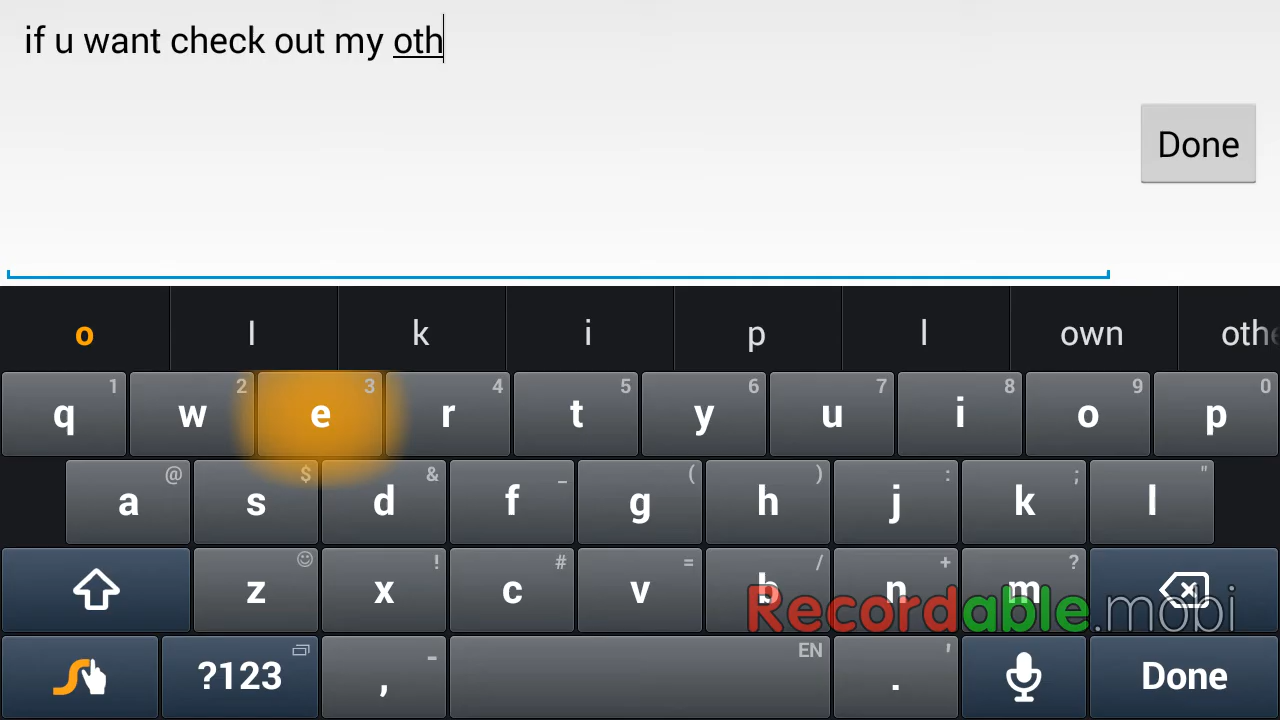 if u want check out my oth
Done
o l k i p l own othe
1 2 3 4 5 6 7 8 9 0
q w e r t y u i o p
@ $ & _ ( ) : ; "
a s d f g h j k l
! # = / + ?
z x c v b n m
Recordable.mobi
EN
?123 , - . ' Done